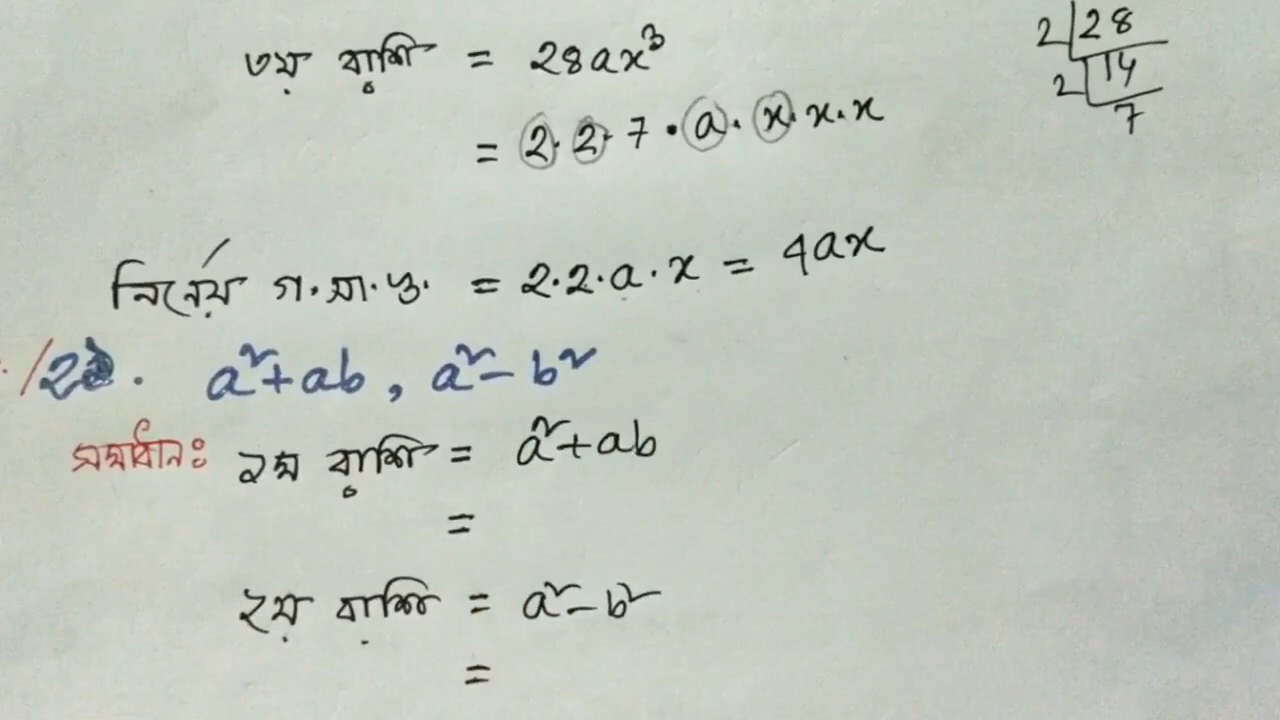 ৩য় রাশি = 28ax³
= 2·2·7·a·x·x·x
2 | 28
2 | 14
7
নির্নেয় গ.সা.গু. = 2·2·a·x = 4ax
a²+ab, a²-b²
সমাধানঃ ১ম রাশি = a²+ab
=
২য় রাশি = a²-b²
=